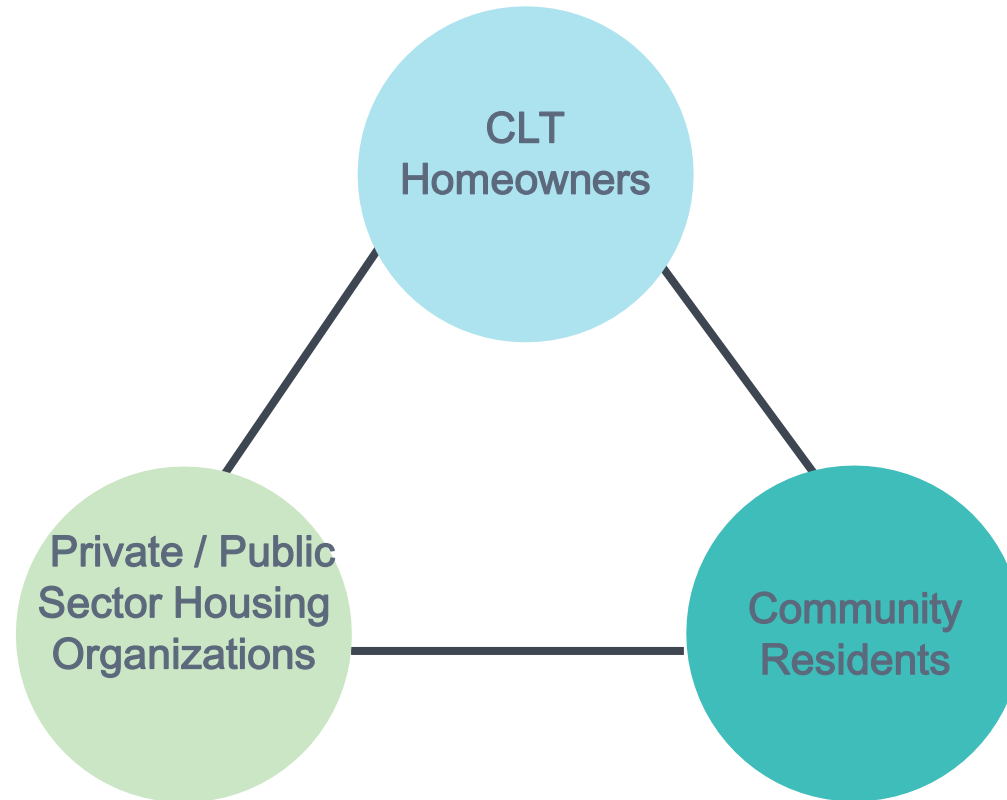 CLT
Homeowners
Private / Public
Sector Housing
Organizations
Community
Residents